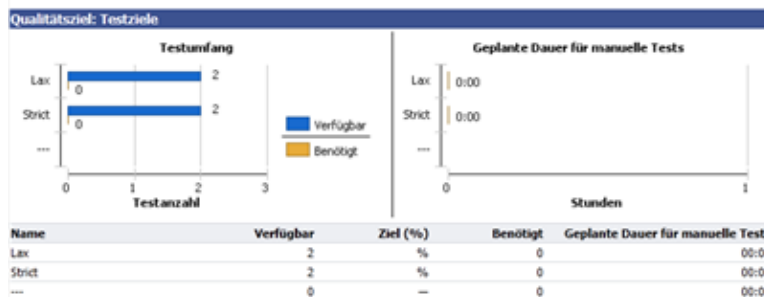 Qualitätsziel: Testziele
Testumfang
Lax
2
0
Strict
2
0
---
0 1 2 3
Testanzahl
Verfügbar
Benötigt
Geplante Dauer für manuelle Tests
Lax
0:00
Strict
0:00
---
0 1
Stunden
Name Verfügbar Ziel (%) Benötigt Geplante Dauer für manuelle Test
Lax 2 % 0 00:0
Strict 2 % 0 00:0
--- 0 — 0 00:0